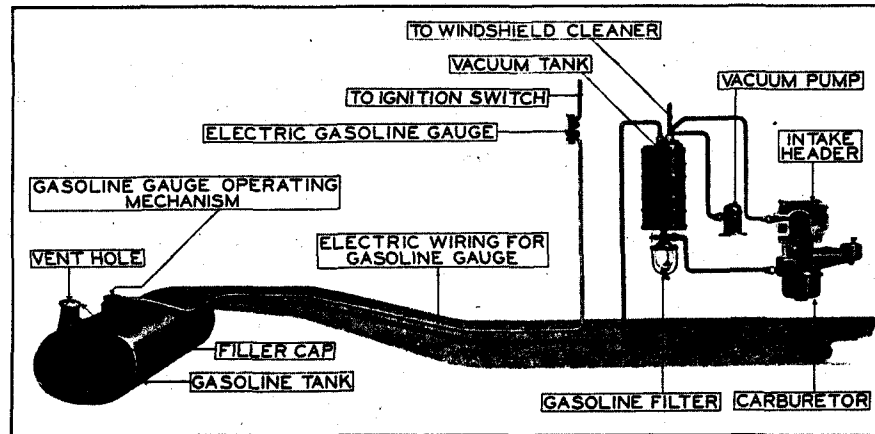 TO WINDSHIELD CLEANER
VACUUM TANK
VACUUM PUMP
TO IGNITION SWITCH
ELECTRIC GASOLINE GAUGE
INTAKE
HEADER
GASOLINE GAUGE OPERATING
MECHANISM
VENT HOLE
ELECTRIC WIRING FOR
GASOLINE GAUGE
FILLER CAP
GASOLINE TANK
GASOLINE FILTER
CARBURETOR